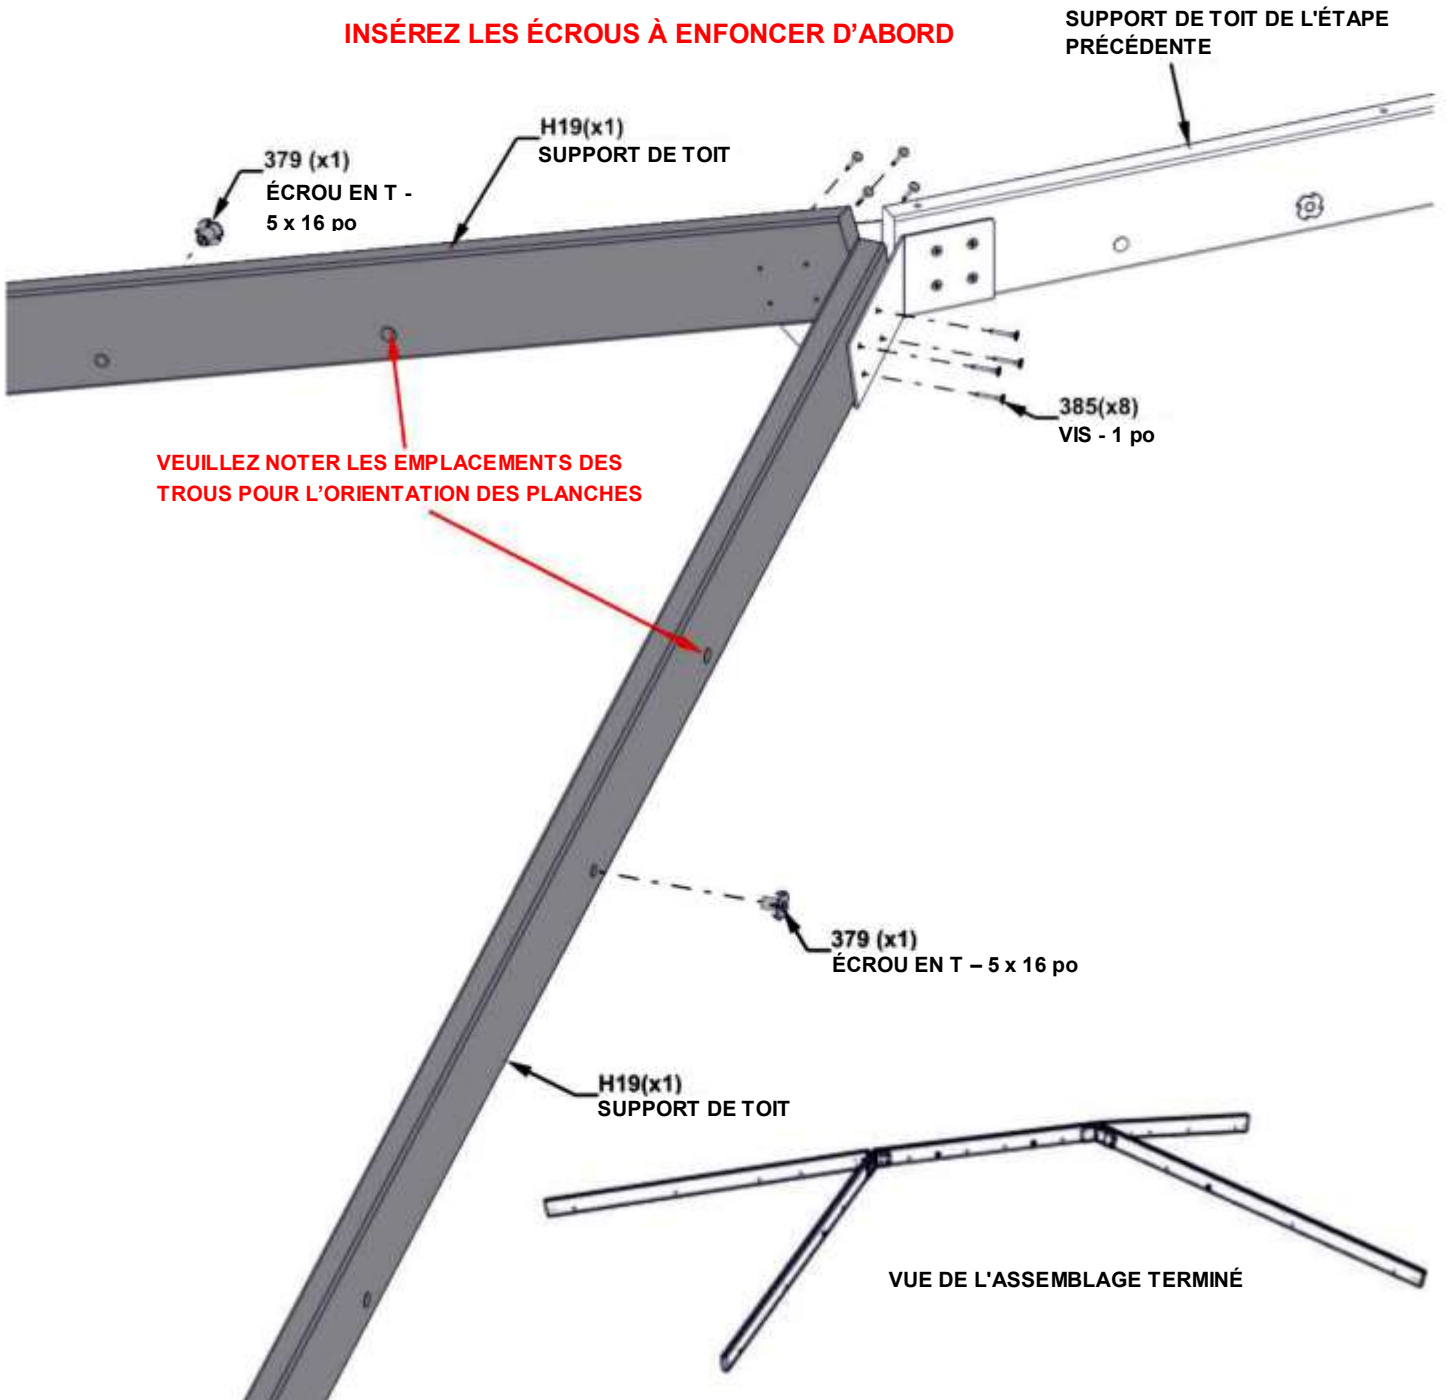 INSÉREZ LES ÉCROUS À ENFONCER D’ABORD
SUPPORT DE TOIT DE L'ÉTAPE
PRÉCÉDENTE
H19(x1)
SUPPORT DE TOIT
379 (x1)
ÉCROU EN T -
5 x 16 po
385(x8)
VIS - 1 po
VEUILLEZ NOTER LES EMPLACEMENTS DES
TROUS POUR L’ORIENTATION DES PLANCHES
379 (x1)
ÉCROU EN T – 5 x 16 po
H19(x1)
SUPPORT DE TOIT
VUE DE L'ASSEMBLAGE TERMINÉ